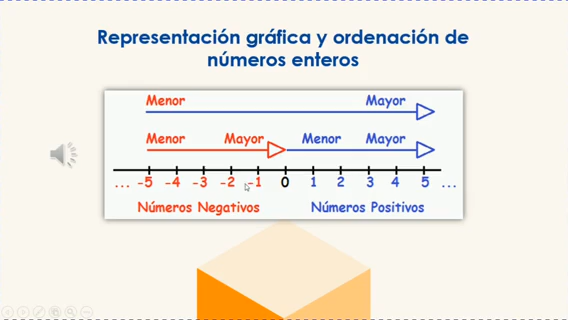 Representación gráfica y ordenación de
números enteros
Menor Mayor
Menor Mayor Menor Mayor
... -5 -4 -3 -2 -1 0 1 2 3 4 5 ...
Números Negativos Números Positivos